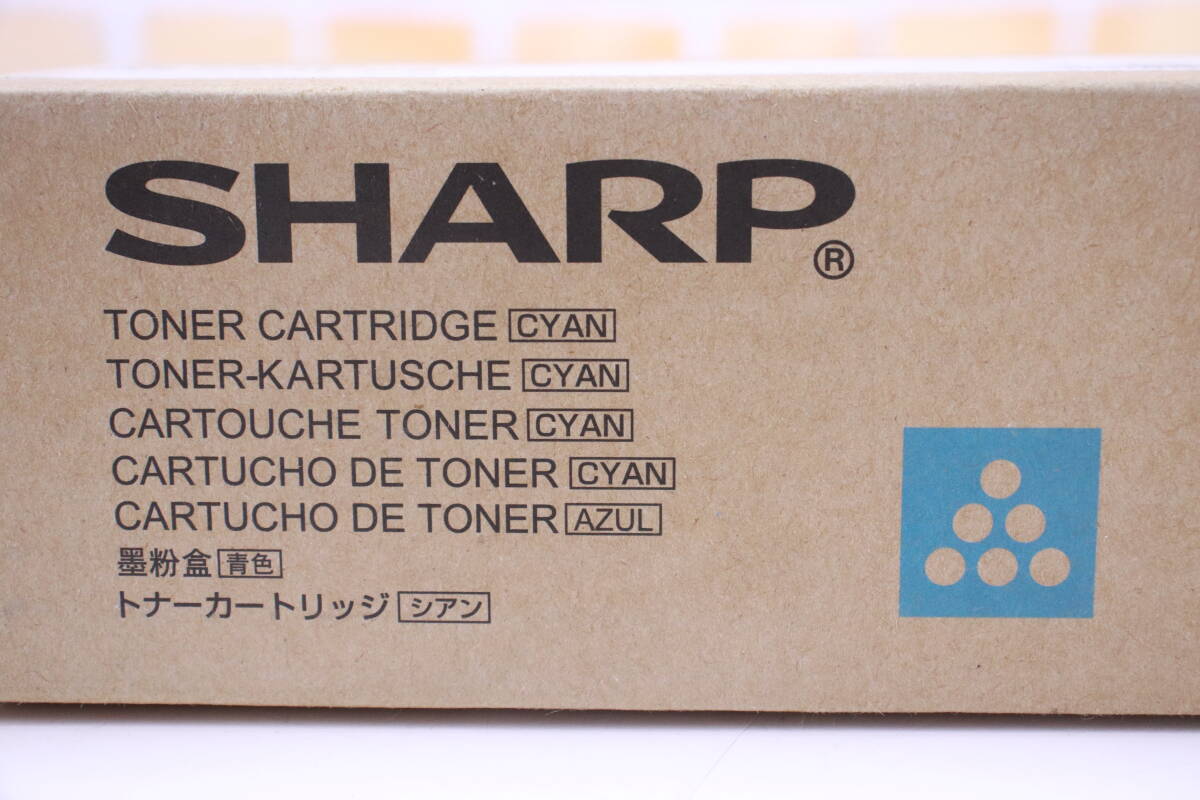 SHARP®
TONER CARTRIDGE CYAN
TONER-KARTUSCHE CYAN
CARTOUCHE TONER CYAN
CARTUCHO DE TONER CYAN
CARTUCHO DE TONER AZUL
墨粉盒 青色
トナーカートリッジ シアン